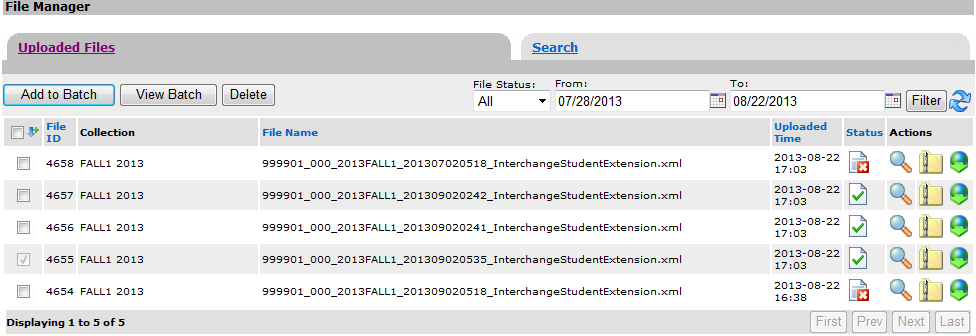 File Manager
Uploaded Files
Search
Add to Batch View Batch Delete File Status: All From: 07/28/2013 To: 08/22/2013 Filter
File ID Collection File Name Uploaded Time Status Actions
4658 FALL1 2013 999901_000_2013FALL1_201307020518_InterchangeStudentExtension.xml 2013-08-22 17:03
4657 FALL1 2013 999901_000_2013FALL1_201309020242_InterchangeStudentExtension.xml 2013-08-22 17:03
4656 FALL1 2013 999901_000_2013FALL1_201309020241_InterchangeStudentExtension.xml 2013-08-22 17:03
4655 FALL1 2013 999901_000_2013FALL1_201309020535_InterchangeStudentExtension.xml 2013-08-22 17:03
4654 FALL1 2013 999901_000_2013FALL1_201309020518_InterchangeStudentExtension.xml 2013-08-22 16:38
Displaying 1 to 5 of 5 First Prev Next Last